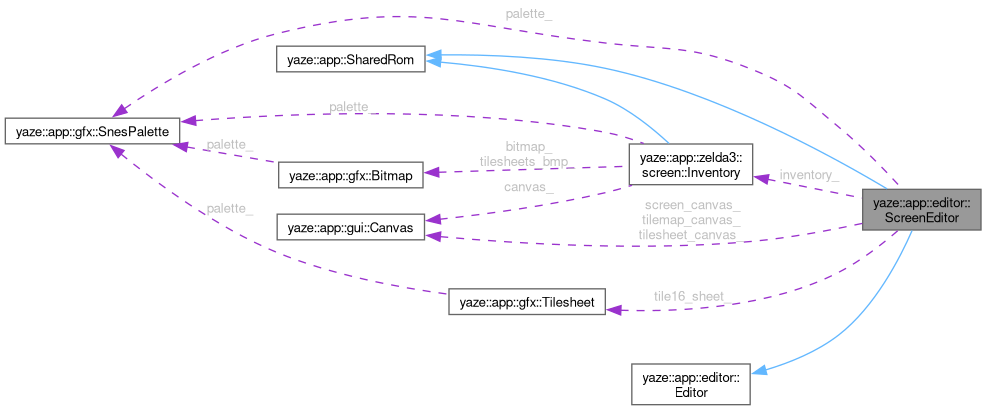 palette_
yaze::app::SharedRom
palette
yaze::app::gfx::SnesPalette
palette_
bitmap_
tilesheets_bmp_
yaze::app::zelda3::
screen::Inventory
yaze::app::gfx::Bitmap
inventory_
canvas_
yaze::app::editor::
ScreenEditor
palette_
screen_canvas_
tilemap_canvas_
tilesheet_canvas_
yaze::app::gui::Canvas
tile16_sheet_
yaze::app::gfx::Tilesheet
yaze::app::editor::
Editor